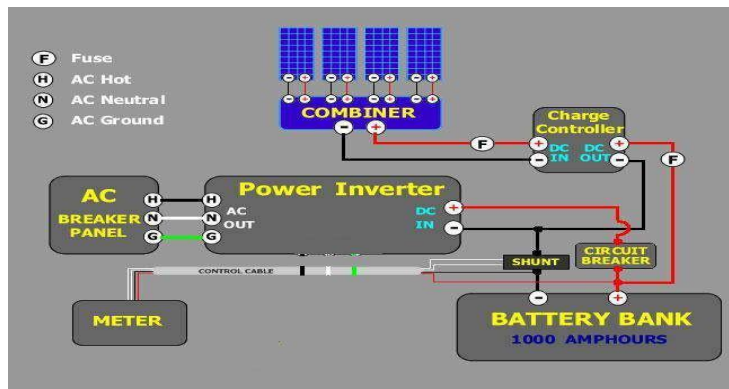 F Fuse
H AC Hot
N AC Neutral
G AC Ground
− + − + − + − +
− + − + − + − +
COMBINER
− +
F
Charge
Controller
+ DC DC +
− IN OUT −
F
AC
BREAKER
PANEL
H H
N N
G G
Power Inverter
AC
OUT
DC +
IN −
CONTROL CABLE
SHUNT
CIRCUIT
BREAKER
METER
− +
BATTERY BANK
1000 AMPHOURS